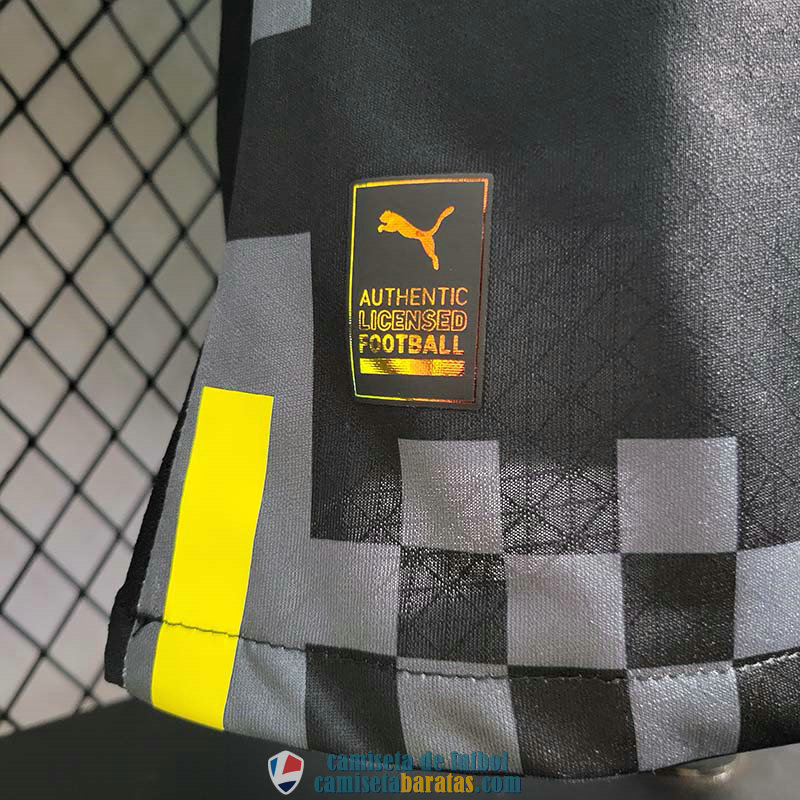 AUTHENTIC
LICENSED
FOOTBALL
camiseta de futbol
camisetabaratas.com